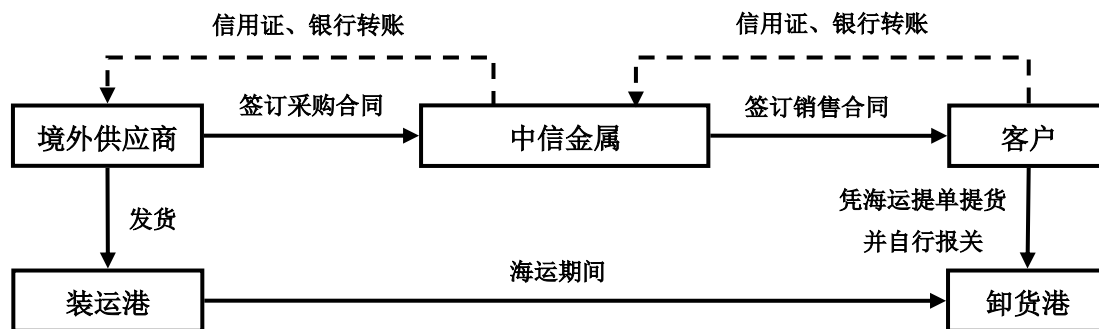 信用证、银行转账
信用证、银行转账
签订采购合同
签订销售合同
境外供应商
中信金属
客户
发货
凭海运提单提货
并自行报关
海运期间
装运港
卸货港